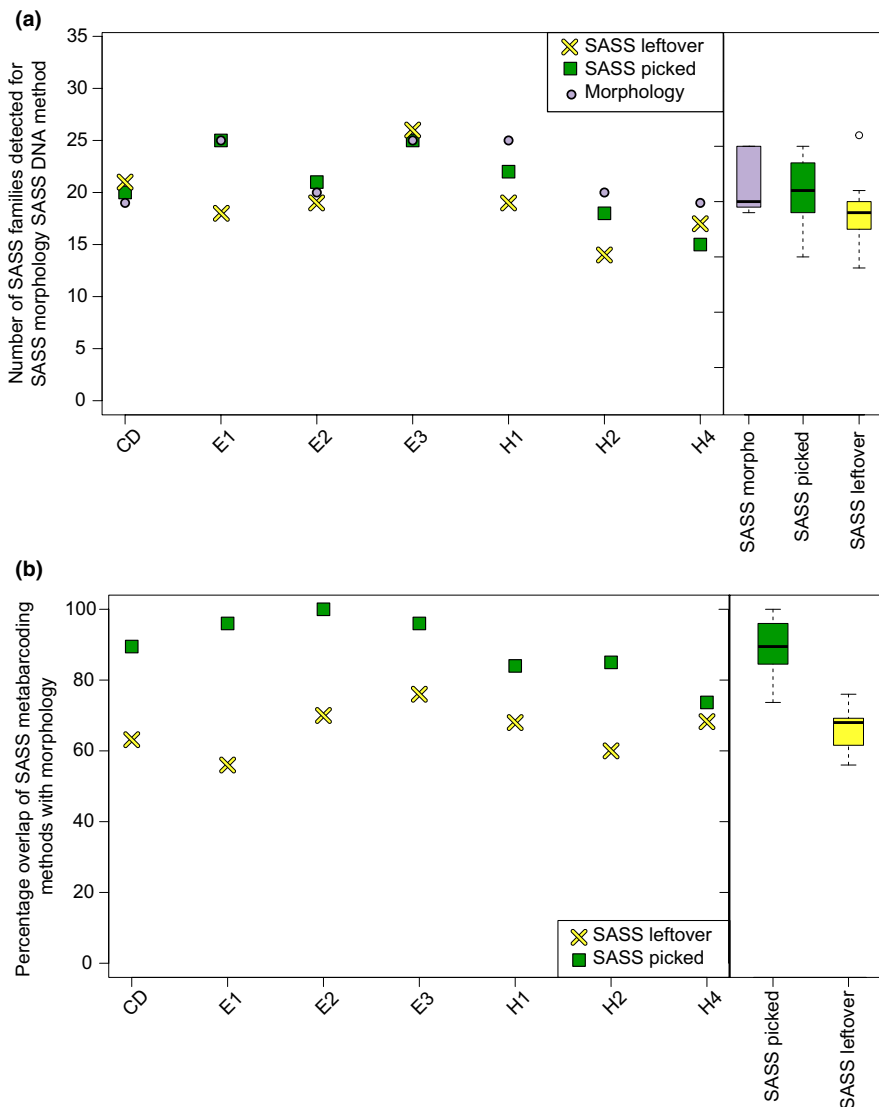 (a)
Number of SASS families detected for
SASS morphology SASS DNA method
35
30
25
20
15
10
5
0
SASS leftover
SASS picked
Morphology
CD
E1
E2
E3
H1
H2
H4
SASS morpho
SASS picked
SASS leftover
(b)
Percentage overlap of SASS metabarcoding
methods with morphology
100
80
60
40
20
0
SASS leftover
SASS picked
CD
E1
E2
E3
H1
H2
H4
SASS picked
SASS leftover